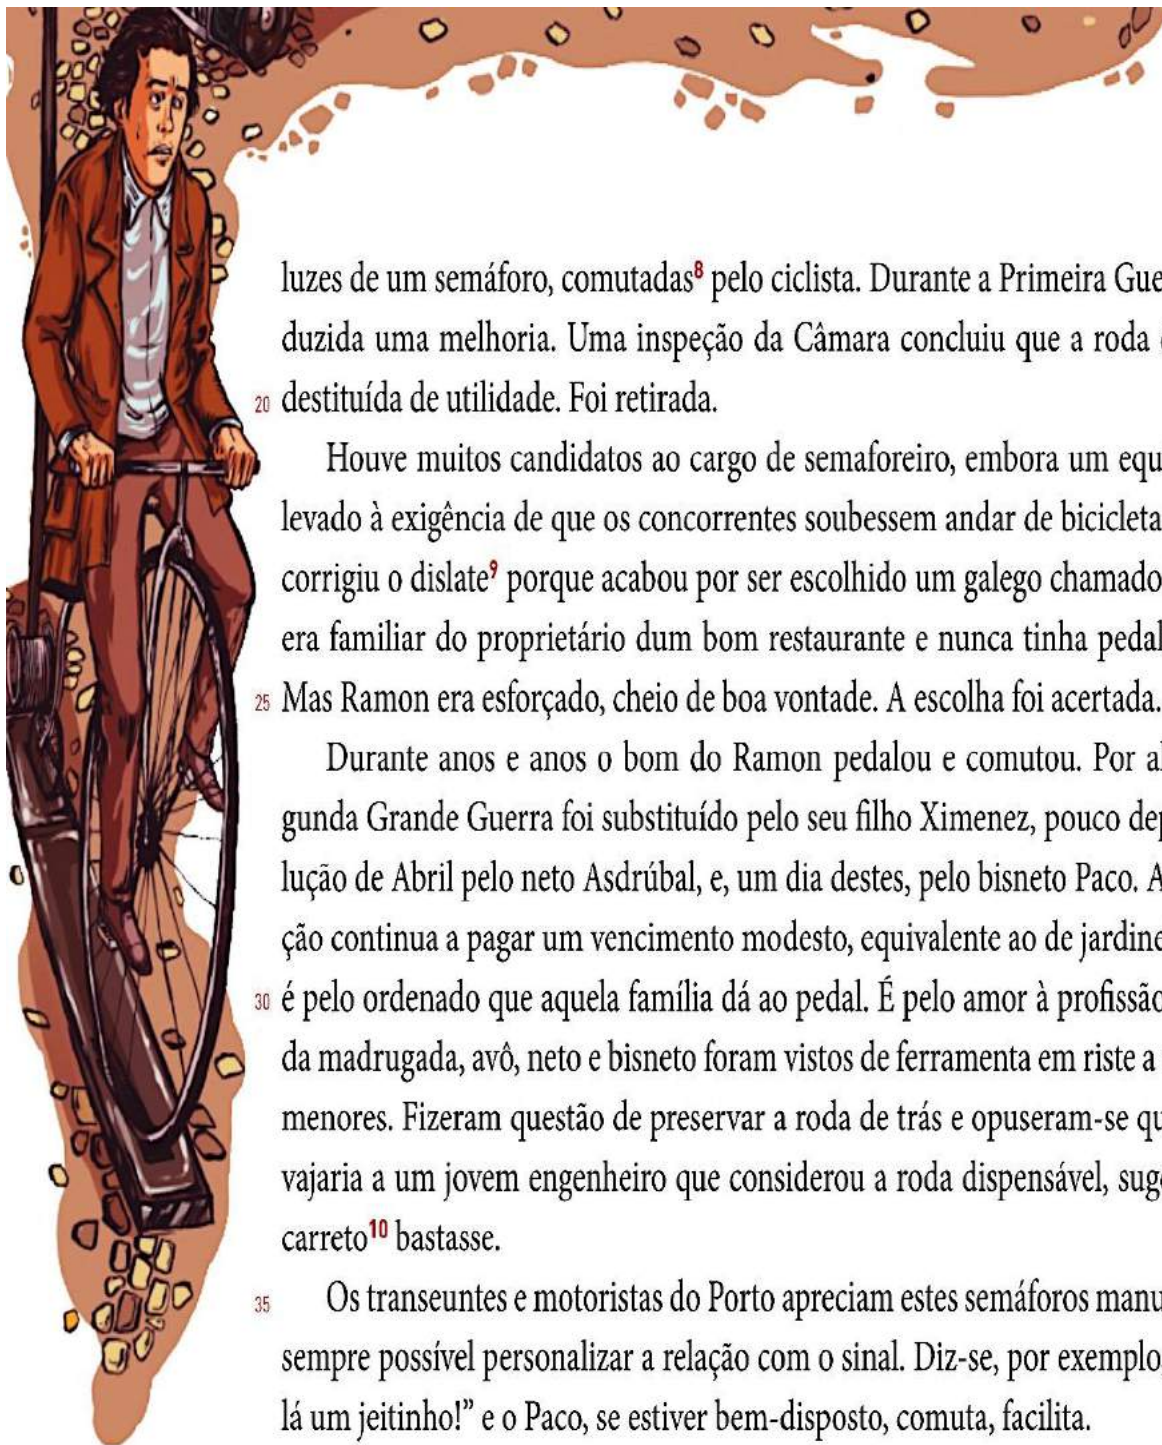 luzes de um semáforo, comutadas⁸ pelo ciclista. Durante a Primeira Gue
duzida uma melhoria. Uma inspeção da Câmara concluiu que a roda
20 destituída de utilidade. Foi retirada.
Houve muitos candidatos ao cargo de semaforeiro, embora um equ
levado à exigência de que os concorrentes soubessem andar de bicicleta
corrigiu o dislate⁹ porque acabou por ser escolhido um galego chamado
era familiar do proprietário dum bom restaurante e nunca tinha pedal
25 Mas Ramon era esforçado, cheio de boa vontade. A escolha foi acertada.
Durante anos e anos o bom do Ramon pedalou e comutou. Por al
gunda Grande Guerra foi substituído pelo seu filho Ximenez, pouco dep
lução de Abril pelo neto Asdrúbal, e, um dia destes, pelo bisneto Paco. A
ção continua a pagar um vencimento modesto, equivalente ao de jardine
30 é pelo ordenado que aquela família dá ao pedal. É pelo amor à profissão
da madrugada, avô, neto e bisneto foram vistos de ferramenta em riste a
menores. Fizeram questão de preservar a roda de trás e opuseram-se qu
vajaria a um jovem engenheiro que considerou a roda dispensável, sug
carreto¹⁰ bastasse.
35 Os transeuntes e motoristas do Porto apreciam estes semáforos manu
sempre possível personalizar a relação com o sinal. Diz-se, por exemplo
lá um jeitinho!” e o Paco, se estiver bem-disposto, comuta, facilita.